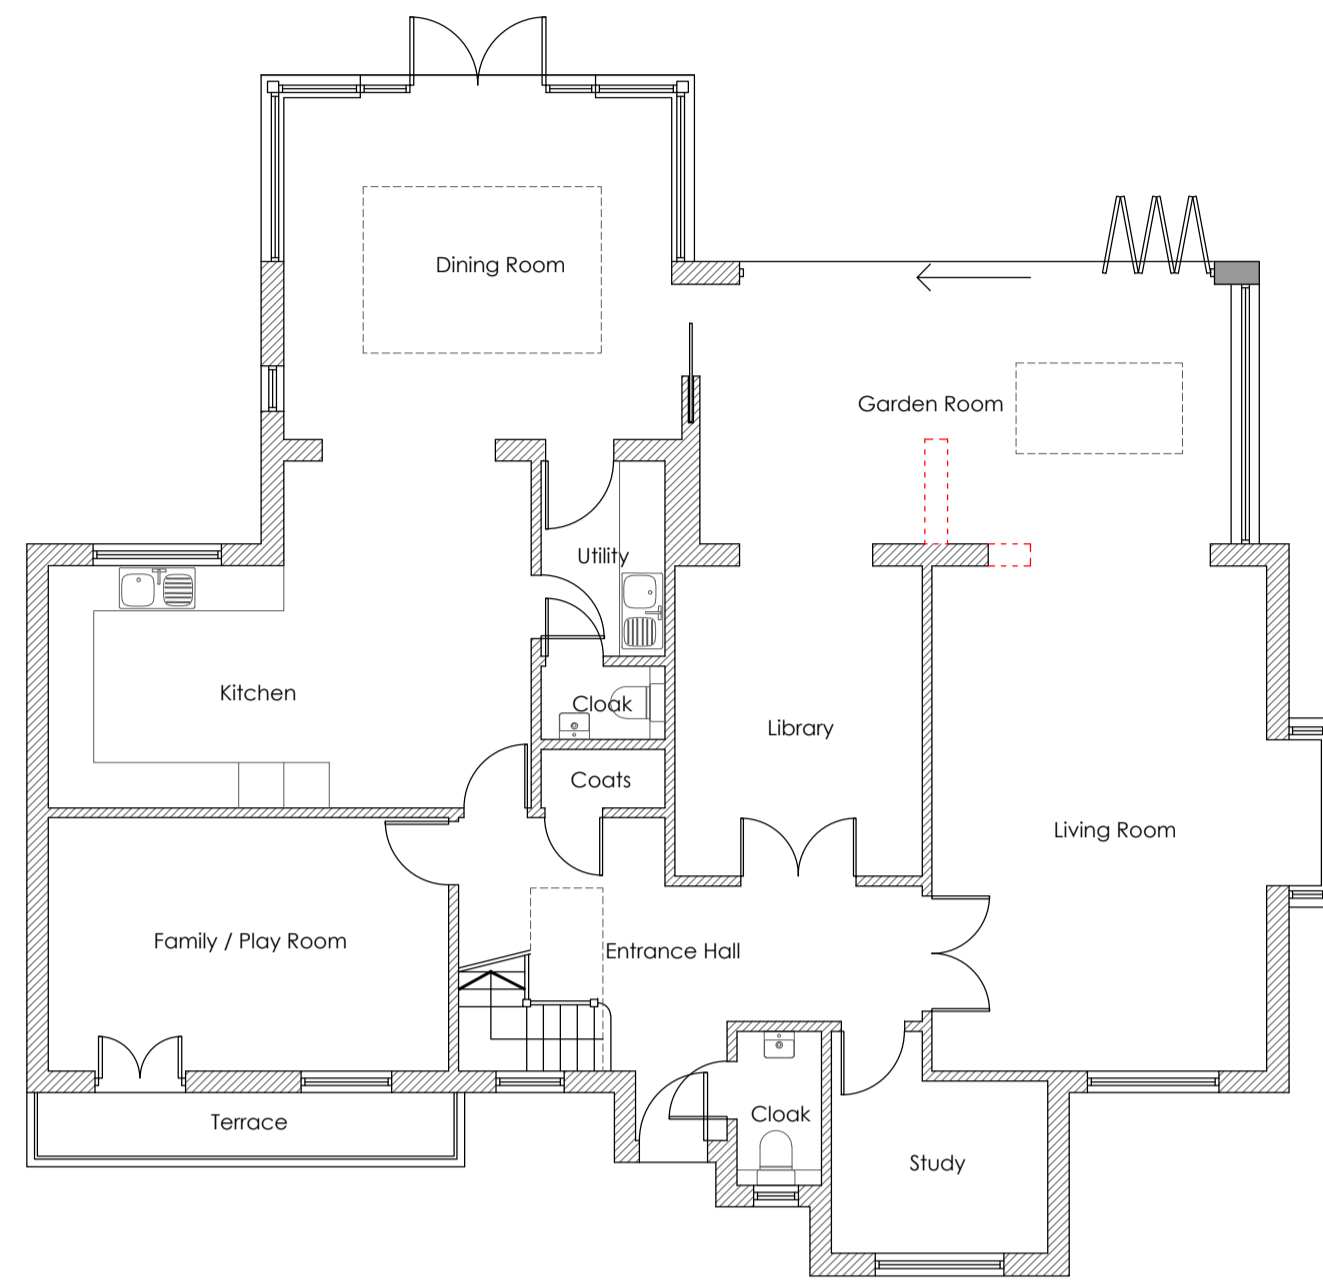 Dining Room
Garden Room
Utility
Kitchen
Cloak
Library
Coats
Living Room
Family / Play Room
Entrance Hall
Terrace
Cloak
Study